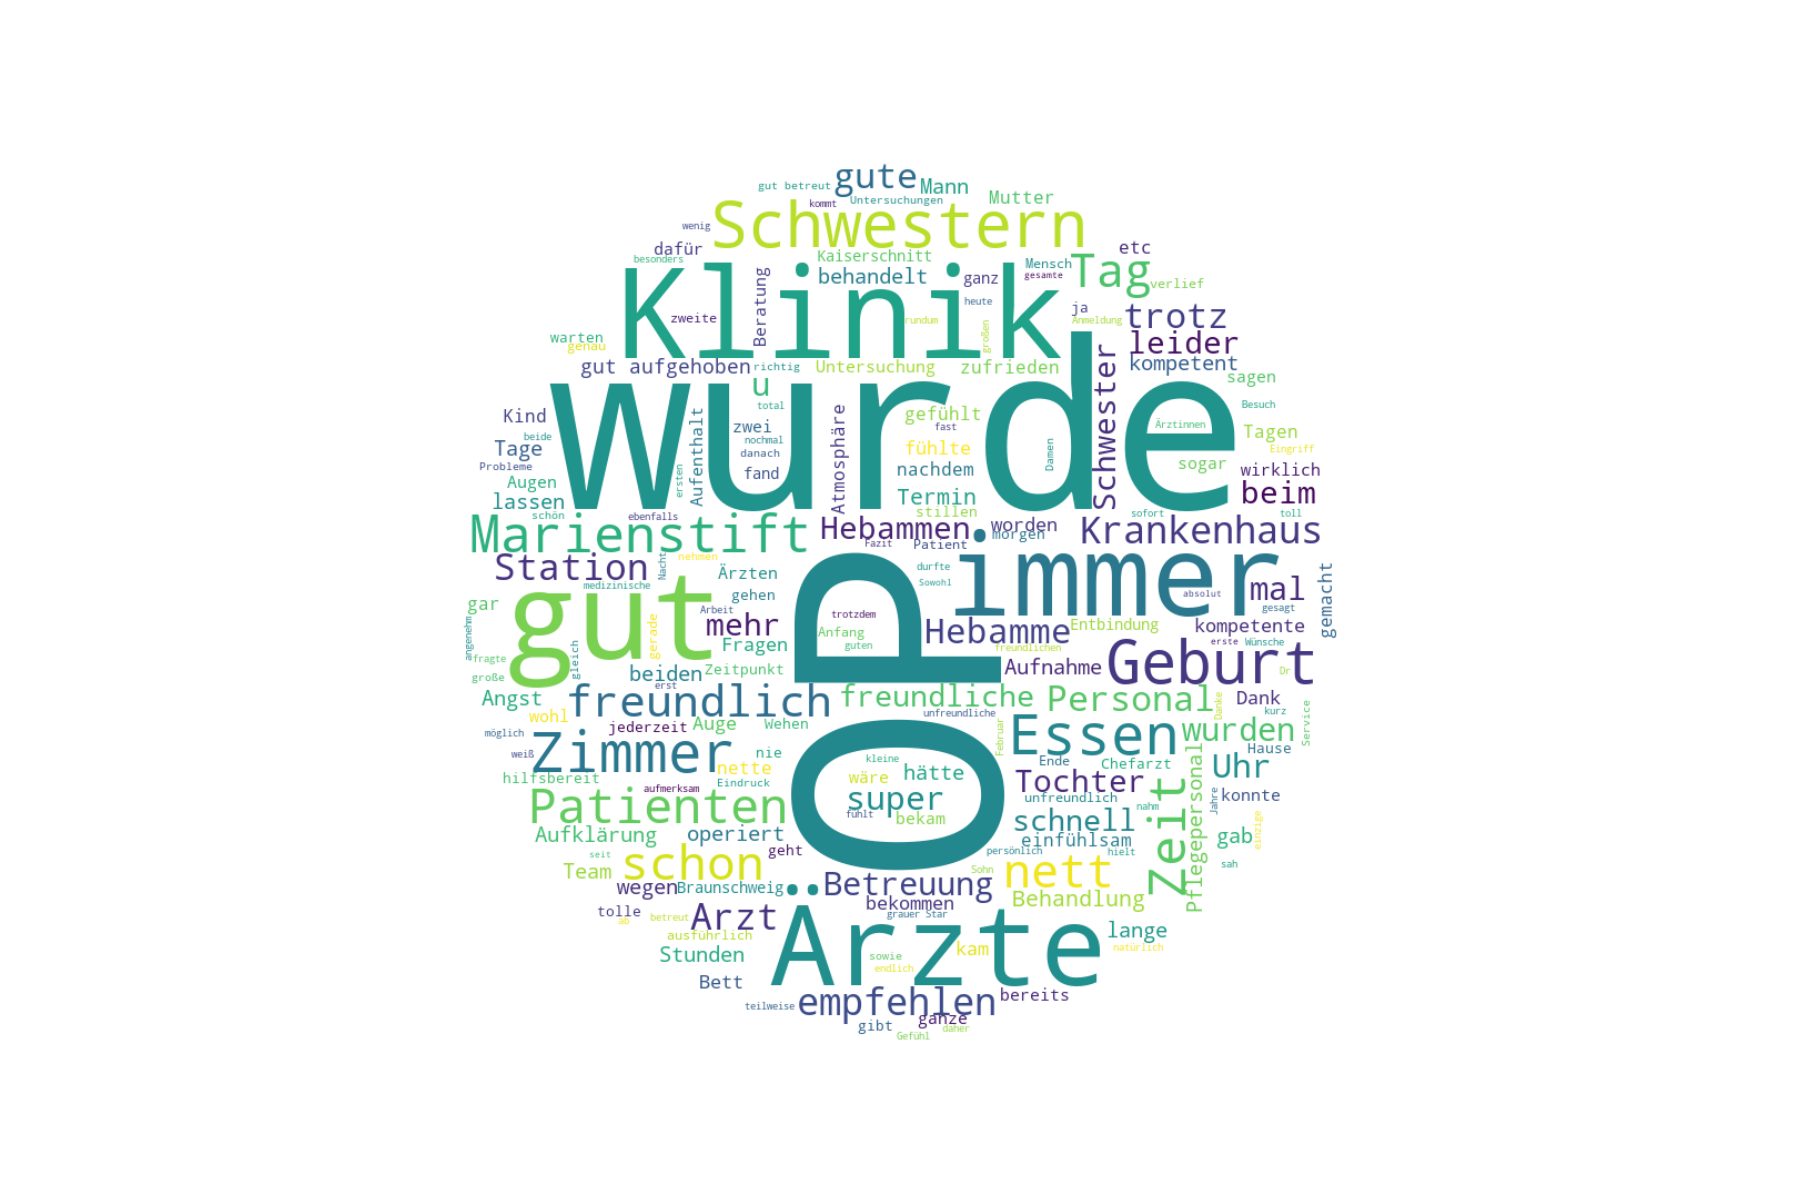 gute
Mann
gut betreut
kommt
Untersuchungen
Mutter
Schwestern
wenig
dafür
besonders
etc
Kaiserschnitt
Mensch
gesamte
Tag
verlief
Klinik
behandelt
ganz
Beratung
zweite
heute
rundum
großen
ja
Anmeldung
trotz
warten
genau
leider
gut aufgehoben
richtig
Untersuchung
zufrieden
Schwester
kompetent
sagen
wurde
u
total
Kind
beide
Tage
Probleme
Augen
lassen
schön
Aufenthalt
ersten
zwei
nochmal
danach
fand
Atmosphäre
gefühlt
fast
fühlte
nachdem
Termin
stillen
Damen
Besuch
Ärztinnen
Tagen
Eingriff
sogar
wirklich
beim
sofort
toll
Marienstift
ebenfalls
Hebammen
worden
morgen
Fazit
Patient
Krankenhaus
Station
Nacht
nehmen
medizinische
Ärzten
gehen
durfte
Sowohl
immer
absolut
mal
gesagt
gemacht
gar
gut
angenehm
fragte
große
gleich
gerade
Arbeit
mehr
Fragen
trotzdem
Anfang
guten
OP
Hebamme
freundlichen
Entbindung
kompetente
erste
Wünsche
Geburt
Dr
beiden
Zeitpunkt
erst
Aufnahme
Angst
freundlich
freundliche
Personal
Danke
Dank
kurz
wohl
jederzeit
Auge
Wehen
unfreundliche
Februar
Essen
wurden
Service
möglich
weiß
Zimmer
nie
nette
Eindruck
hilfsbereit
aufmerksam
kleine
wäre
hätte
super
fühlt
bekam
Ende
Chefarzt
Hause
Uhr
Tochter
unfreundlich
nahm
Jahre
konnte
Pflegepersonal
Patienten
Aufklärung
operiert
schnell
einfühlsam
persönlich
hielt
Zeit
gab
einzige
sah
seit
geht
schon
Team
wegen
Braunschweig
Betreuung
Sohn
nett
Behandlung
bekommen
grauer Star
tolle
ab
betreut
Arzt
Ärzte
ausführlich
Stunden
kam
sowie
endlich
lange
natürlich
Bett
teilweise
empfehlen
bereits
ganze
gibt
Gefühl
daher